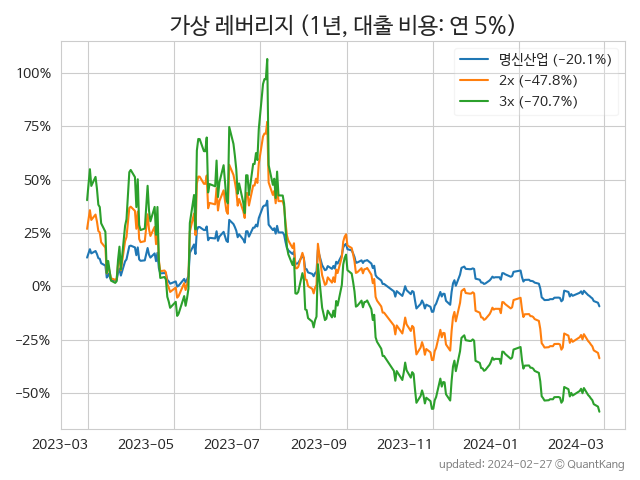 가상 레버리지 (1년, 대출 비용: 연 5%)
명신산업 (−20.1%)
2x (−47.8%)
3x (−70.7%)
100%
75%
50%
25%
0%
−25%
−50%
2023-03 2023-05 2023-07 2023-09 2023-11 2024-01 2024-03
updated: 2024-02-27 © QuantKang